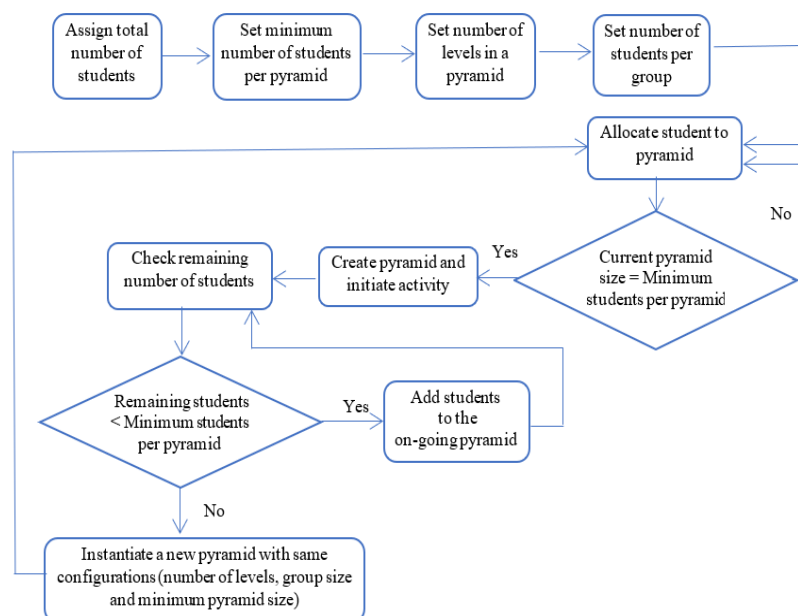 Assign total
number of
students
Set minimum
number of students
per pyramid
Set number of
levels in a
pyramid
Set number of
students per
group
Allocate student to
pyramid
No
Current pyramid
size = Minimum
students per pyramid
Yes
Create pyramid and
initiate activity
Check remaining
number of students
Remaining students
< Minimum students
per pyramid
Yes
Add students
to the
on-going pyramid
No
Instantiate a new pyramid with same
configurations (number of levels, group size
and minimum pyramid size)